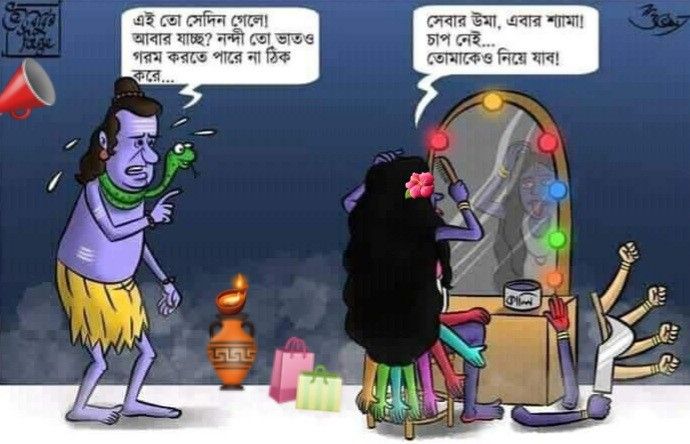 এই তো সেদিন গেলে!
আবার যাচ্ছ? নন্দী তো ভাতও
গরম করতে পারে না ঠিক
করে...
সেবার উমা, এবার শ্যামা!
চাপ নেই...
তোমাকেও নিয়ে যাব!
কালি